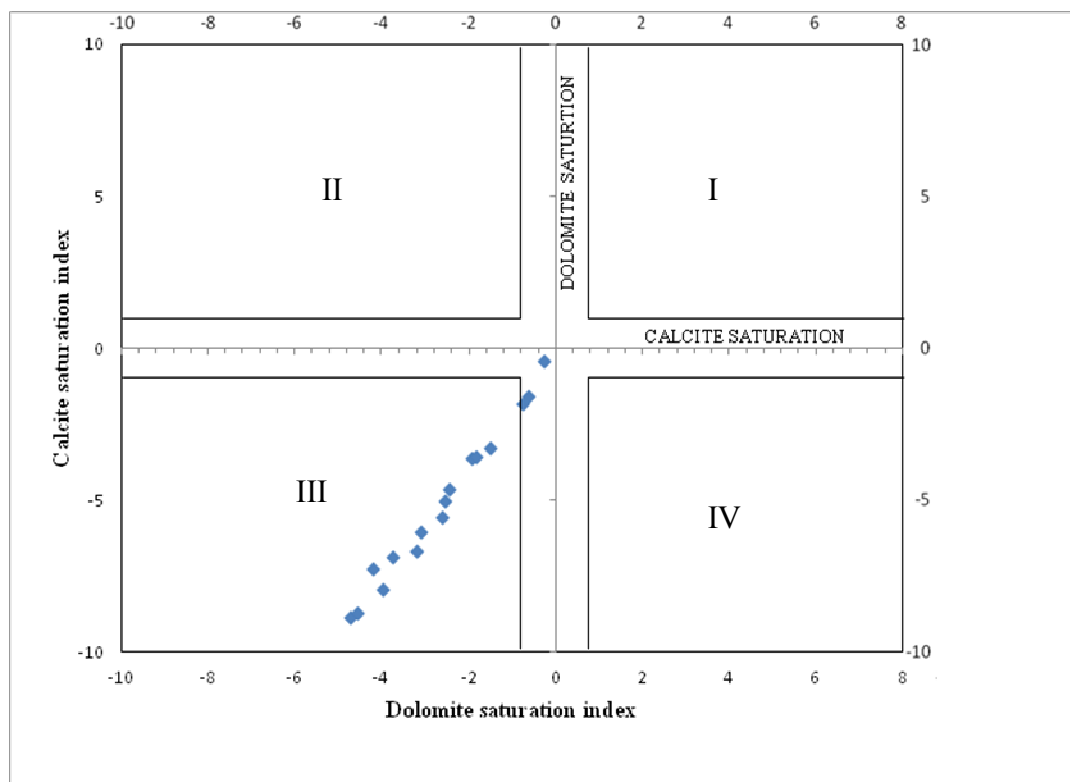 -10 -8 -6 -4 -2 0 2 4 6 8
10 10
DOLOMITE SATURTION
II I
5 5
Calcite saturation index
CALCITE SATURATION
0 0
III IV
-5 -5
-10 -10
-10 -8 -6 -4 -2 0 2 4 6 8
Dolomite saturation index